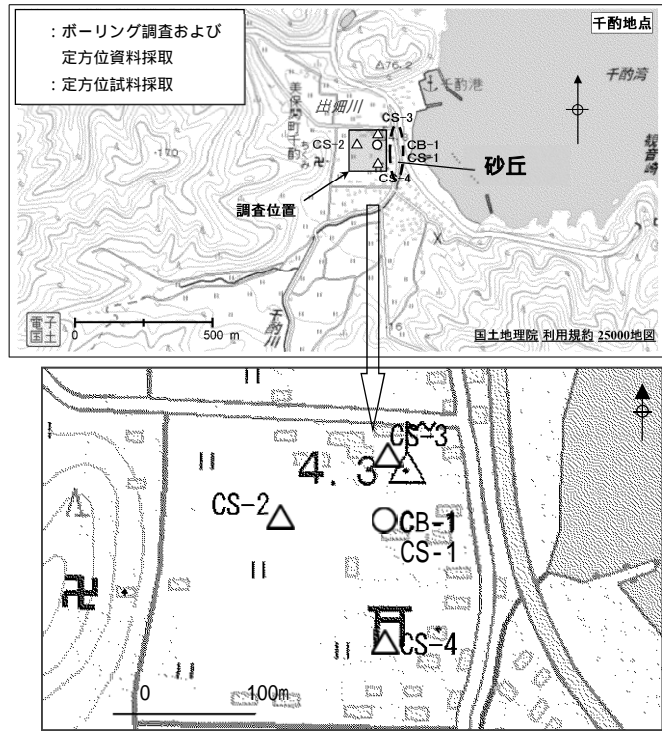 ：ボーリング調査および
定方位資料採取
：定方位試料採取
千酌地点
76.2
千酌港
千酌湾
美保関町千酌
ちくみ
出畑川
CS-3
CS-2
CB-1
CS-1
CS-4
砂丘
観音崎
・170
調査位置
千酌川
・16
電子
国土
0 500 m
国土地理院 利用規約 25000地図
CS-3
4.3
CS-2
CB-1
CS-1
CS-4
0 100m